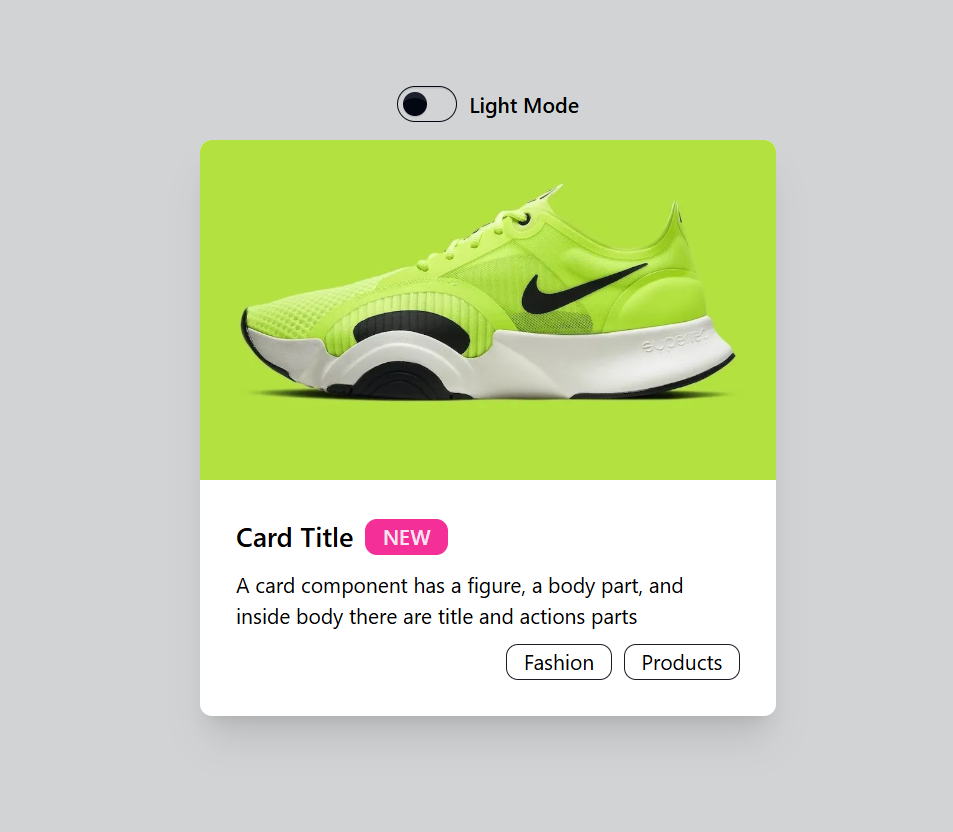 Light Mode
superrep
Card Title NEW
A card component has a figure, a body part, and
inside body there are title and actions parts
Fashion Products